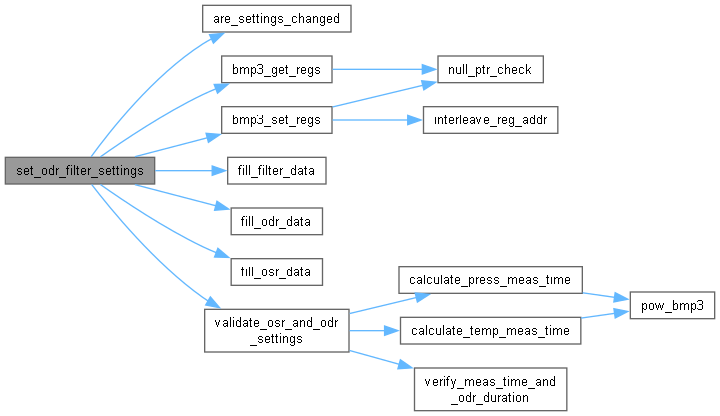 are_settings_changed
bmp3_get_regs
null_ptr_check
bmp3_set_regs
interleave_reg_addr
set_odr_filter_settings
fill_filter_data
fill_odr_data
fill_osr_data
calculate_press_meas_time
pow_bmp3
validate_osr_and_odr
_settings
calculate_temp_meas_time
verify_meas_time_and
_odr_duration